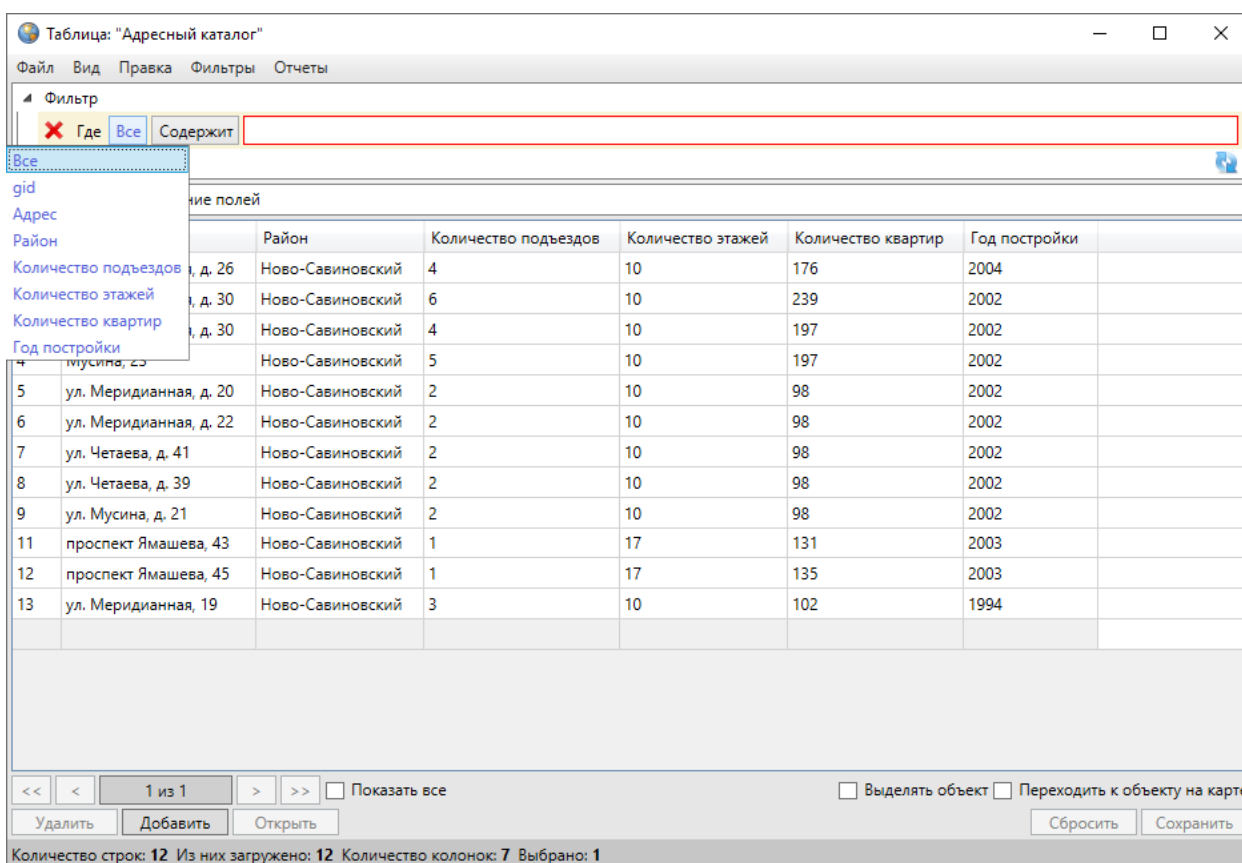 Таблица: "Адресный каталог"
Файл Вид Правка Фильтры Отчеты
Фильтр
Где Все Содержит
Все
gid
Адрес
Район
Количество подъездов
Количество этажей
Количество квартир
Год постройки
ние полей
Район Количество подъездов Количество этажей Количество квартир Год постройки
, д. 26 Ново-Савиновский 4 10 176 2004
, д. 30 Ново-Савиновский 6 10 239 2002
, д. 30 Ново-Савиновский 4 10 197 2002
4 Мусина, 23 Ново-Савиновский 5 10 197 2002
5 ул. Меридианная, д. 20 Ново-Савиновский 2 10 98 2002
6 ул. Меридианная, д. 22 Ново-Савиновский 2 10 98 2002
7 ул. Четаева, д. 41 Ново-Савиновский 2 10 98 2002
8 ул. Четаева, д. 39 Ново-Савиновский 2 10 98 2002
9 ул. Мусина, д. 21 Ново-Савиновский 2 10 98 2002
11 проспект Ямашева, 43 Ново-Савиновский 1 17 131 2003
12 проспект Ямашева, 45 Ново-Савиновский 1 17 135 2003
13 ул. Меридианная, 19 Ново-Савиновский 3 10 102 1994
<< < 1 из 1 > >> Показать все Выделять объект Переходить к объекту на карте
Удалить Добавить Открыть Сбросить Сохранить
Количество строк: 12 Из них загружено: 12 Количество колонок: 7 Выбрано: 1